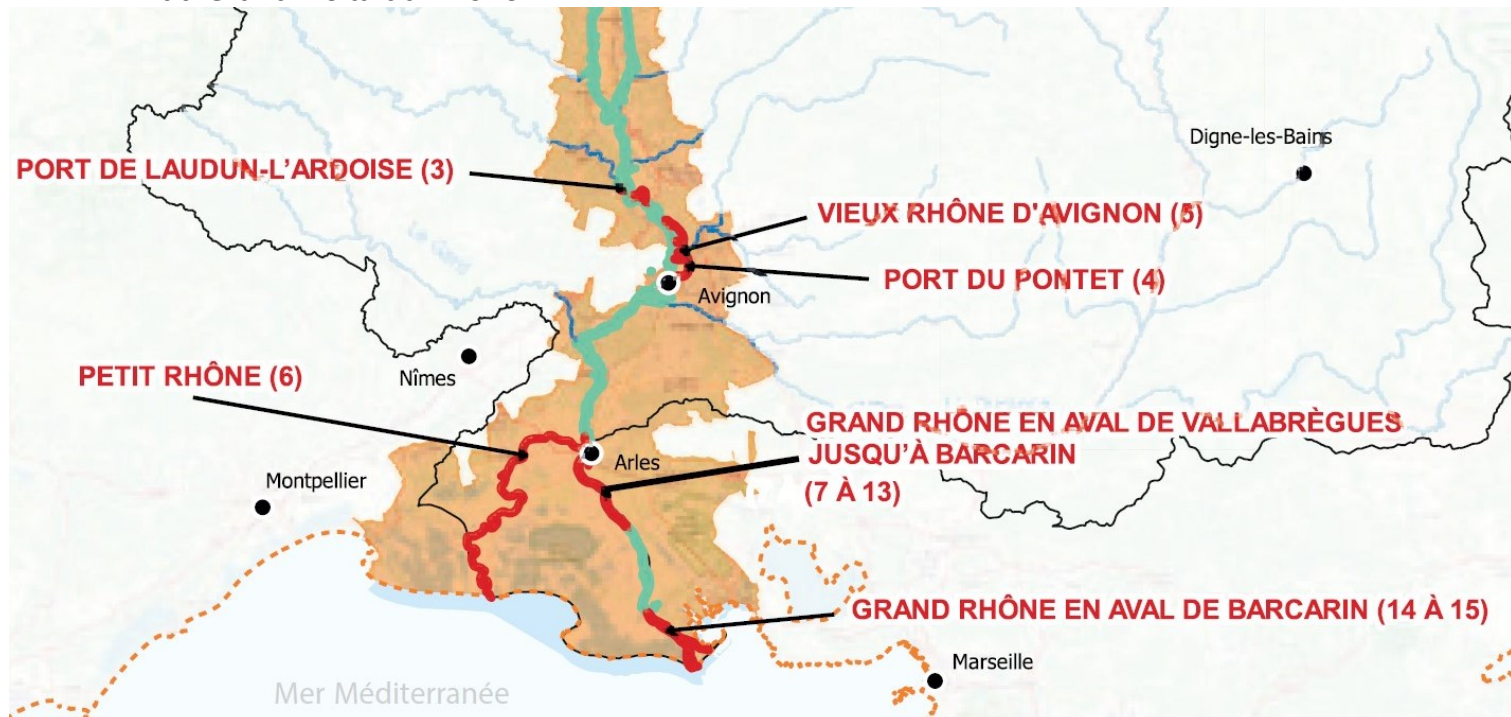 Digne-les-Bains
PORT DE LAUDUN-L'ARDOISE (3)
VIEUX RHÔNE D'AVIGNON (5)
PORT DU PONTET (4)
Avignon
Nîmes
PETIT RHÔNE (6)
GRAND RHÔNE EN AVAL DE VALLABRÈGUES
JUSQU'À BARCARIN
(7 À 13)
Arles
Montpellier
GRAND RHÔNE EN AVAL DE BARCARIN (14 À 15)
Marseille
Mer Méditerranée